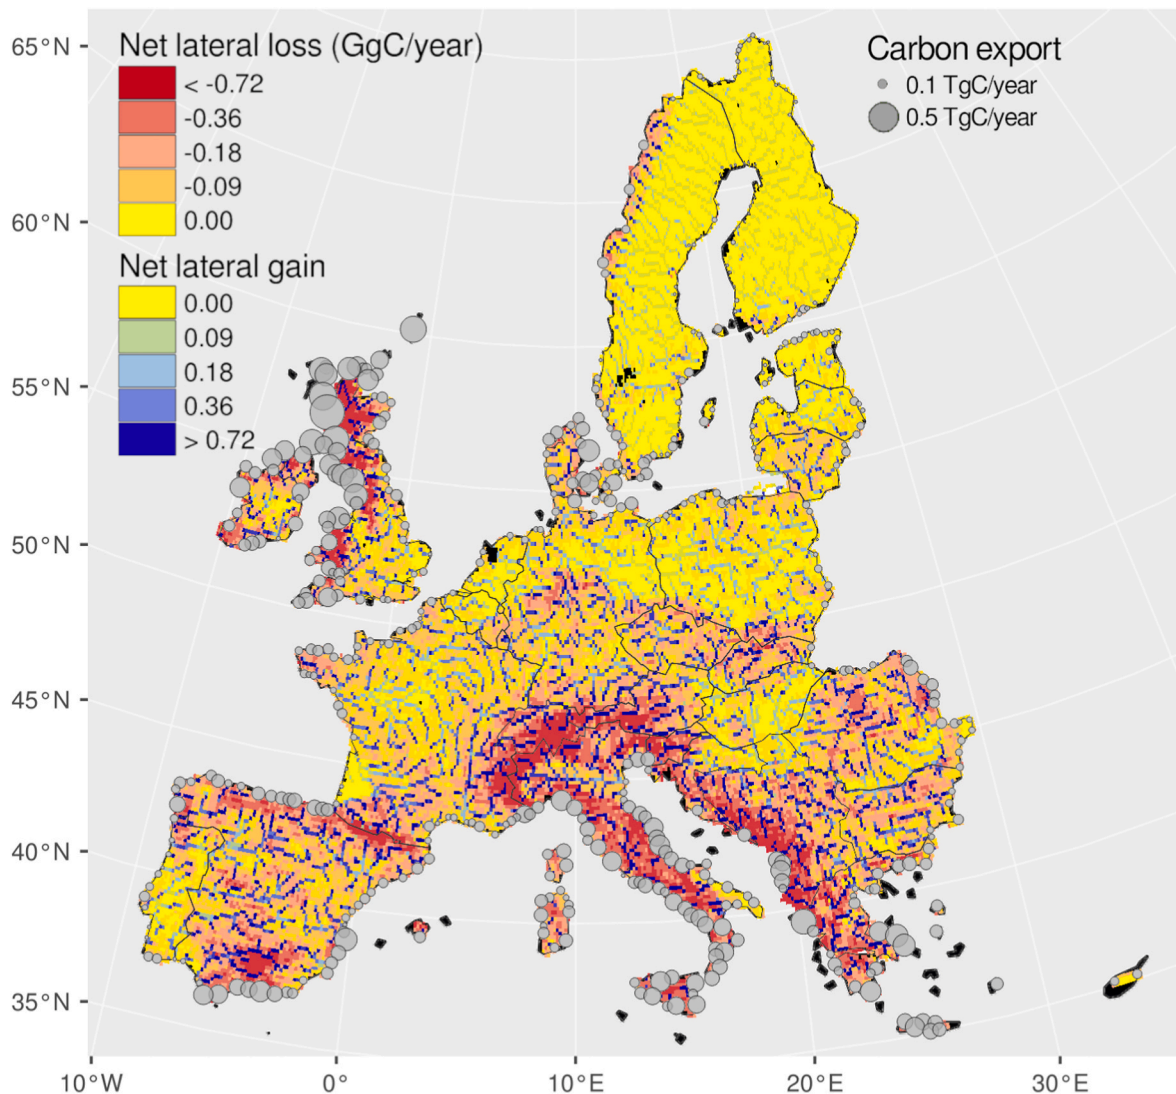 Net lateral loss (GgC/year)
< -0.72
-0.36
-0.18
-0.09
0.00
Net lateral gain
0.00
0.09
0.18
0.36
> 0.72
Carbon export
0.1 TgC/year
0.5 TgC/year
65°N
60°N
55°N
50°N
45°N
40°N
35°N
10°W
0°
10°E
20°E
30°E